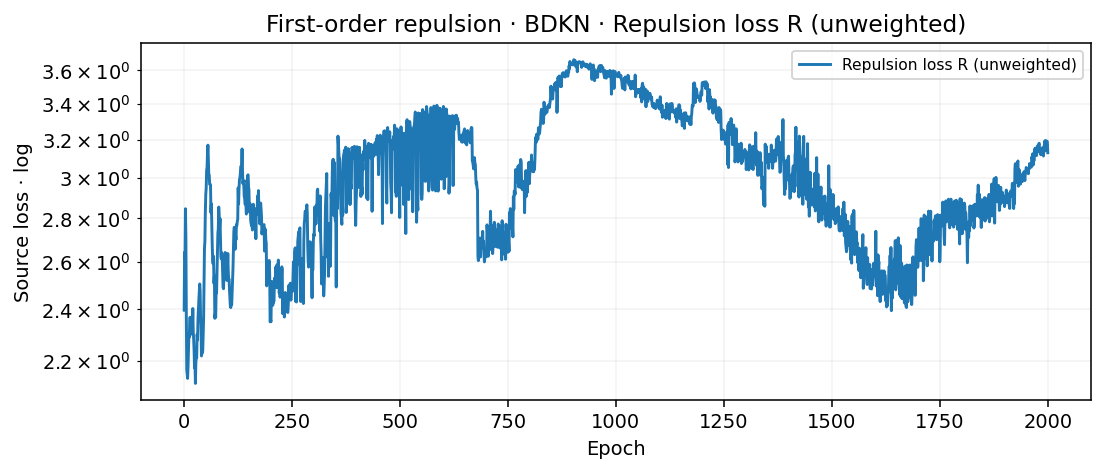 First-order repulsion · BDKN · Repulsion loss R (unweighted)
Repulsion loss R (unweighted)
Source loss · log
3.6 × 10⁰
3.4 × 10⁰
3.2 × 10⁰
3 × 10⁰
2.8 × 10⁰
2.6 × 10⁰
2.4 × 10⁰
2.2 × 10⁰
0 250 500 750 1000 1250 1500 1750 2000
Epoch